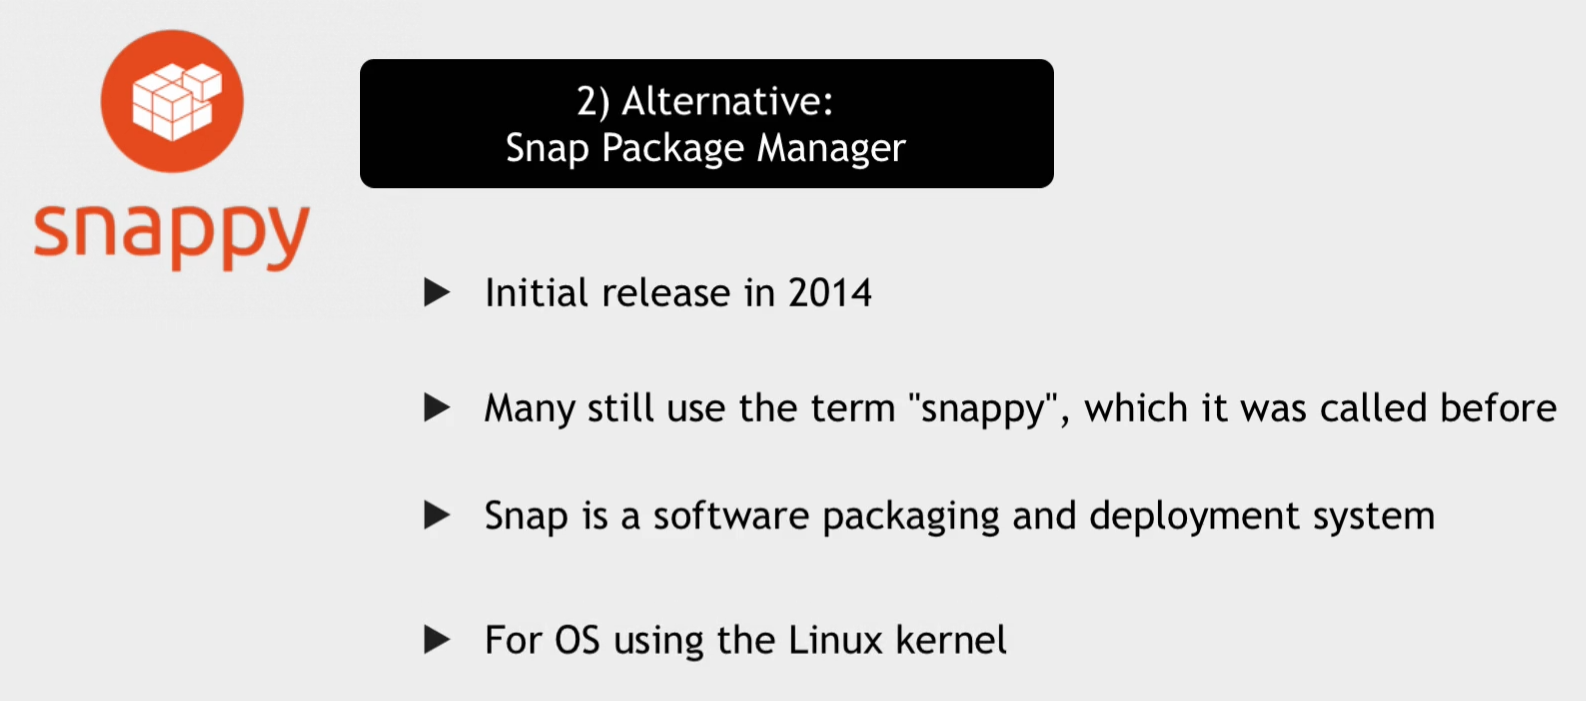 snappy
2) Alternative:
Snap Package Manager
Initial release in 2014
Many still use the term "snappy", which it was called before
Snap is a software packaging and deployment system
For OS using the Linux kernel